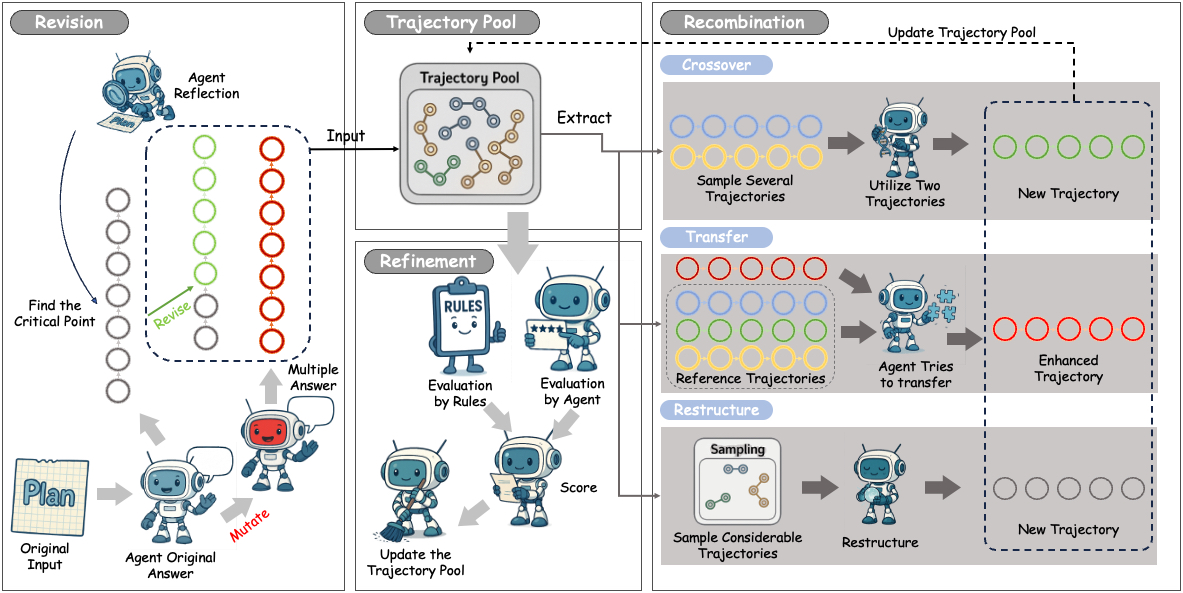 Revision
Agent
Reflection
Plan
Find the
Critical Point
Revise
Multiple
Answer
Plan
Original
Input
Agent Original
Answer
Mutate
Input
Trajectory Pool
Trajectory Pool
Extract
Refinement
RULES
Evaluation
by Rules
Evaluation
by Agent
Score
Update the
Trajectory Pool
Recombination
Update Trajectory Pool
Crossover
Sample Several
Trajectories
Utilize Two
Trajectories
New Trajectory
Transfer
Reference Trajectories
Agent Tries
to transfer
Enhanced
Trajectory
Restructure
Sampling
Sample Considerable
Trajectories
Restructure
New Trajectory